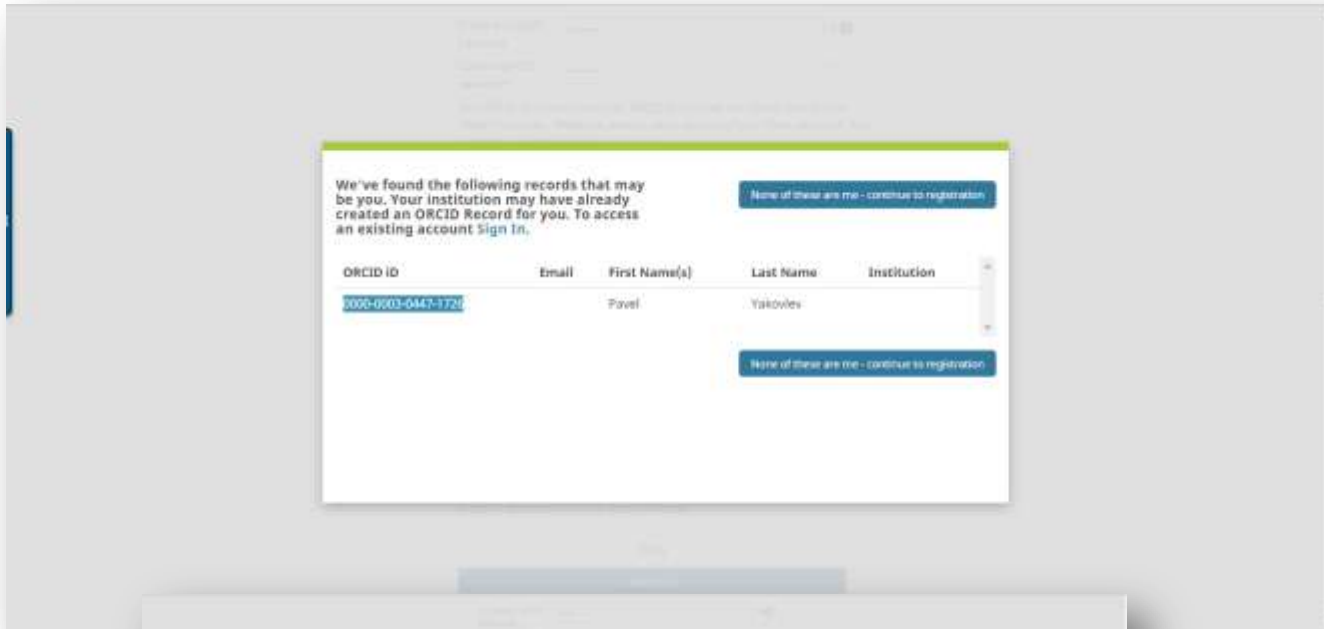 We've found the following records that may
be you. Your institution may have already
created an ORCID Record for you. To access
an existing account Sign In.
None of these are me - continue to registration
ORCID iD Email First Name(s) Last Name Institution
0000-0003-0447-1726 Pavel Yakovlev
None of these are me - continue to registration